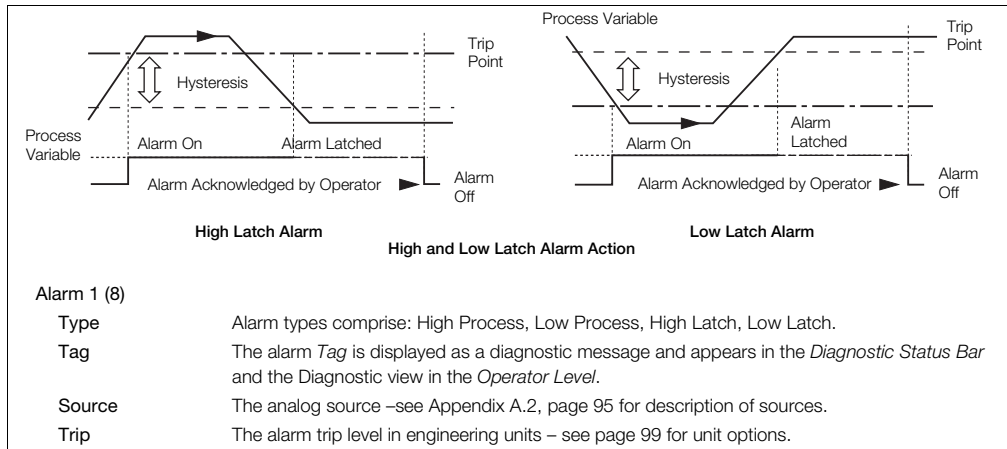 Process Variable
Trip
Point
Hysteresis
Process
Variable
Alarm On
Alarm Latched
Alarm Acknowledged by Operator
Alarm
Off
High Latch Alarm
Trip
Point
Hysteresis
Alarm On
Alarm
Latched
Alarm Acknowledged by Operator
Alarm
Off
Low Latch Alarm
High and Low Latch Alarm Action
Alarm 1 (8)
Type Alarm types comprise: High Process, Low Process, High Latch, Low Latch.
Tag The alarm Tag is displayed as a diagnostic message and appears in the Diagnostic Status Bar
and the Diagnostic view in the Operator Level.
Source The analog source –see Appendix A.2, page 95 for description of sources.
Trip The alarm trip level in engineering units – see page 99 for unit options.